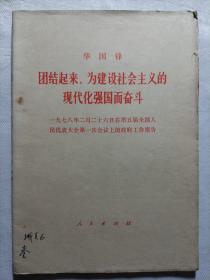 华国锋
团结起来，为建设社会主义的
现代化强国而奋斗
一九七八年二月二十六日在第五届全国人
民代表大会第一次会议上的政府工作报告
人民出版社